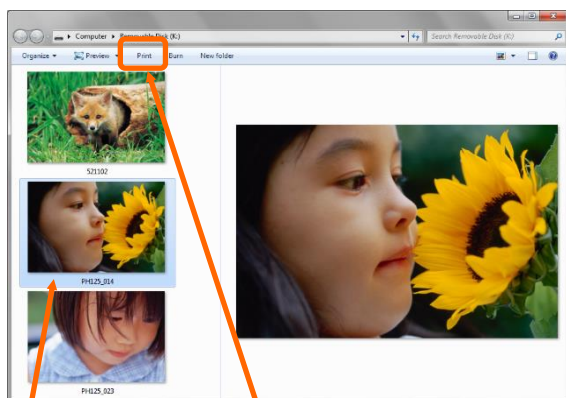 Computer ▸ Removable Disk (K:)
Search Removable Disk (K:)
Organize ▾ Preview ▾ Print Burn New folder
521102
PH125_014
PH125_023